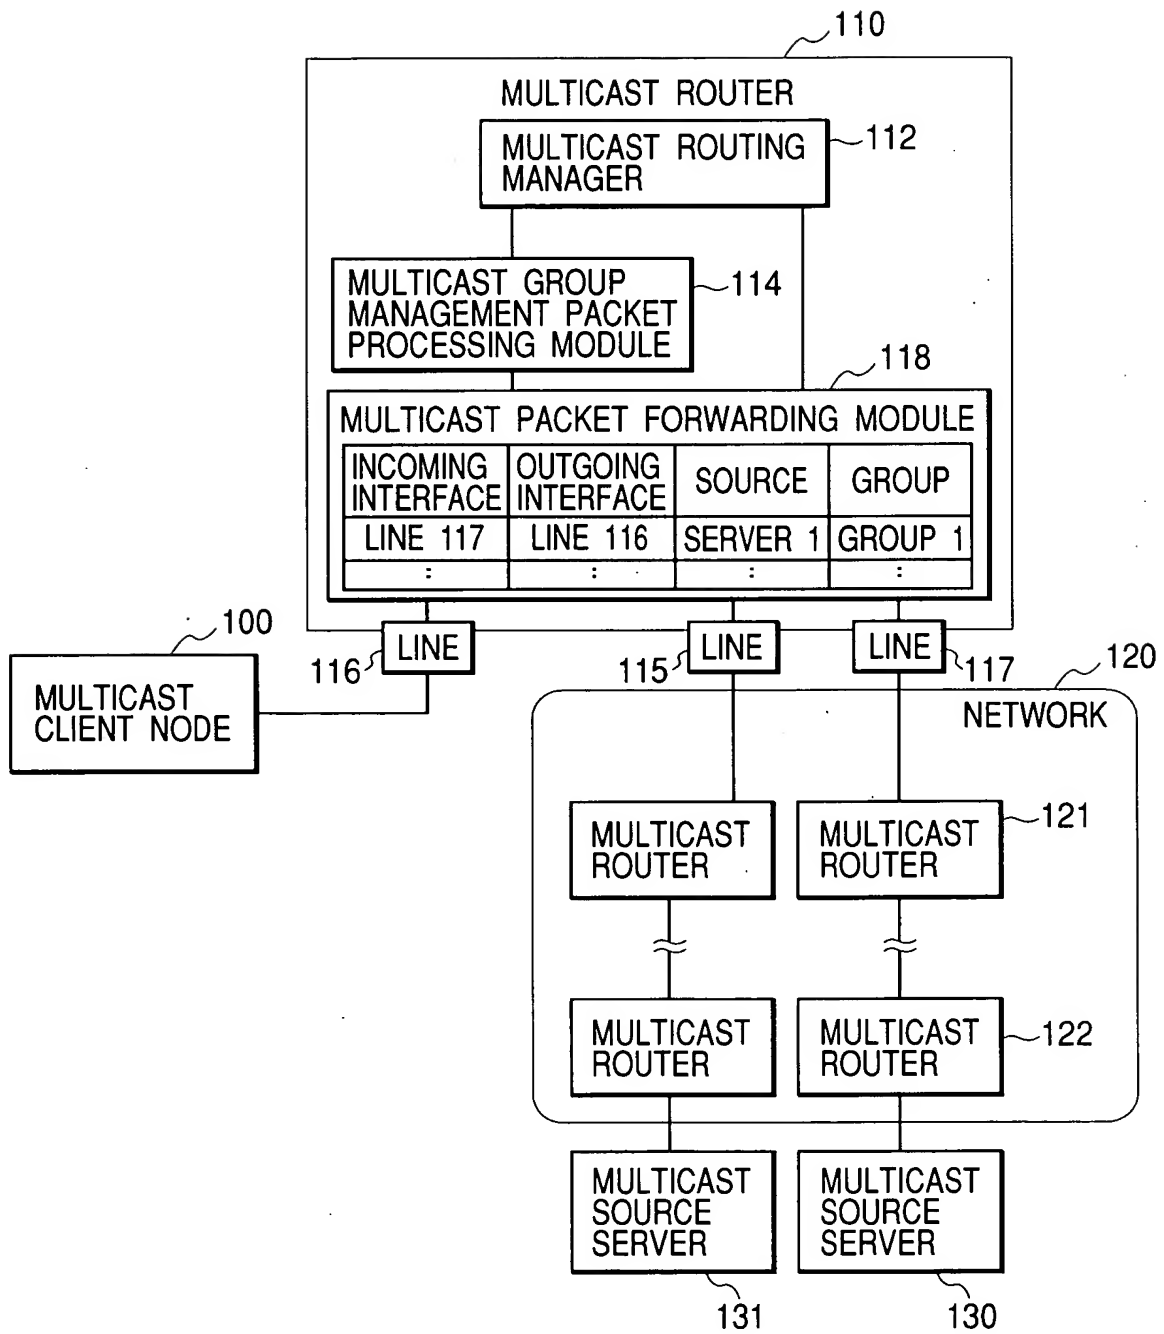 110
MULTICAST ROUTER
MULTICAST ROUTING
MANAGER
112
MULTICAST GROUP
MANAGEMENT PACKET
PROCESSING MODULE
114
118
MULTICAST PACKET FORWARDING MODULE
INCOMING
INTERFACE
OUTGOING
INTERFACE
SOURCE
GROUP
LINE 117
LINE 116
SERVER 1
GROUP 1
:
:
:
:
100
MULTICAST
CLIENT NODE
116
LINE
115
LINE
LINE
117
120
NETWORK
MULTICAST
ROUTER
MULTICAST
ROUTER
121
MULTICAST
ROUTER
MULTICAST
ROUTER
122
MULTICAST
SOURCE
SERVER
131
MULTICAST
SOURCE
SERVER
130